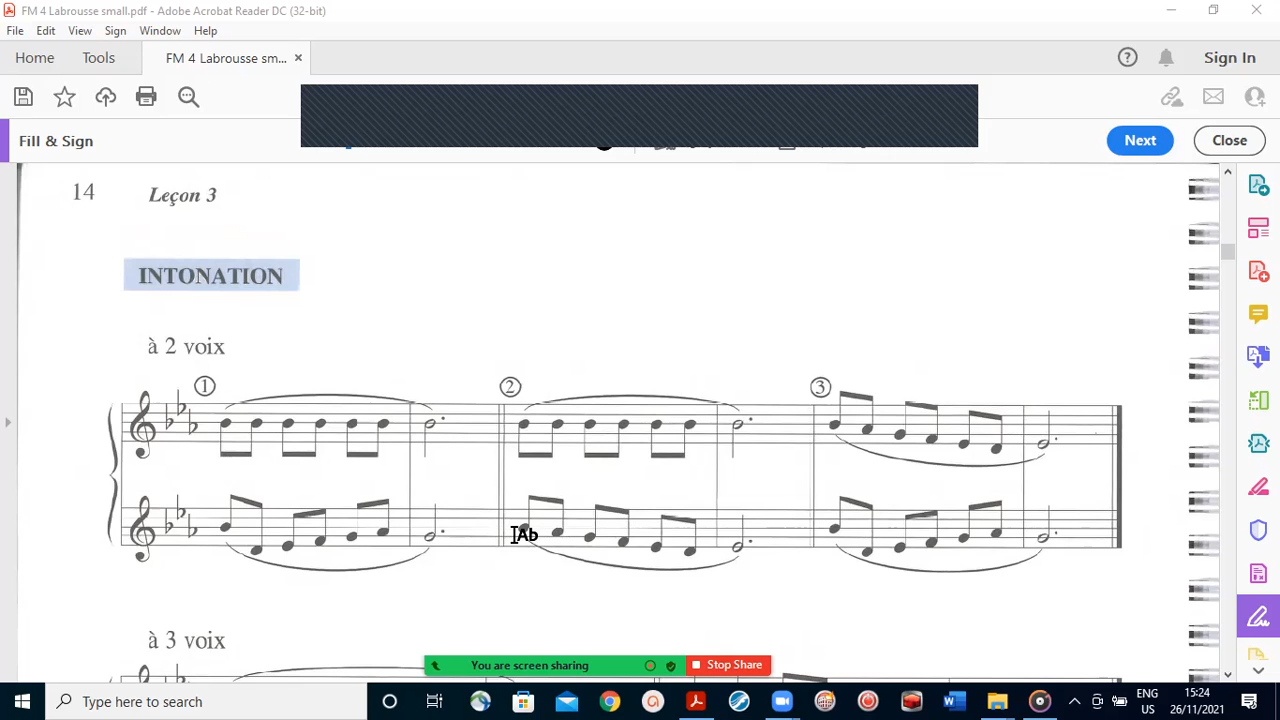 FM 4 Labrousse small.pdf - Adobe Acrobat Reader DC (32-bit)
File Edit View Sign Window Help
Home Tools FM 4 Labrousse sm... × Sign In
Fill & Sign Next Close
14 Leçon 3
INTONATION
à 2 voix
1 2 3
Ab
à 3 voix
You are screen sharing Stop Share
Type here to search
ENG 15:24
US 26/11/2021